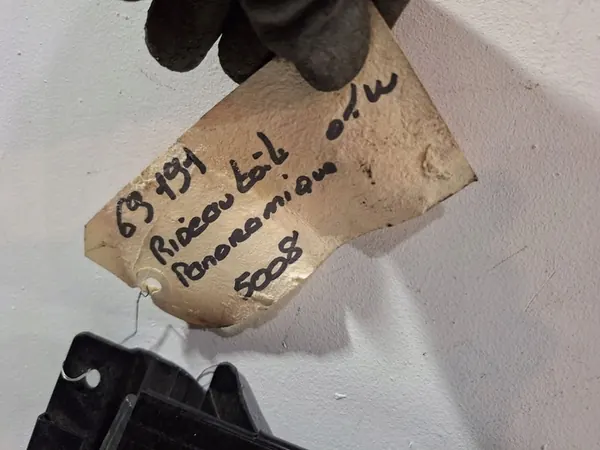 69 191
Rideau toit
Panoramique
5008